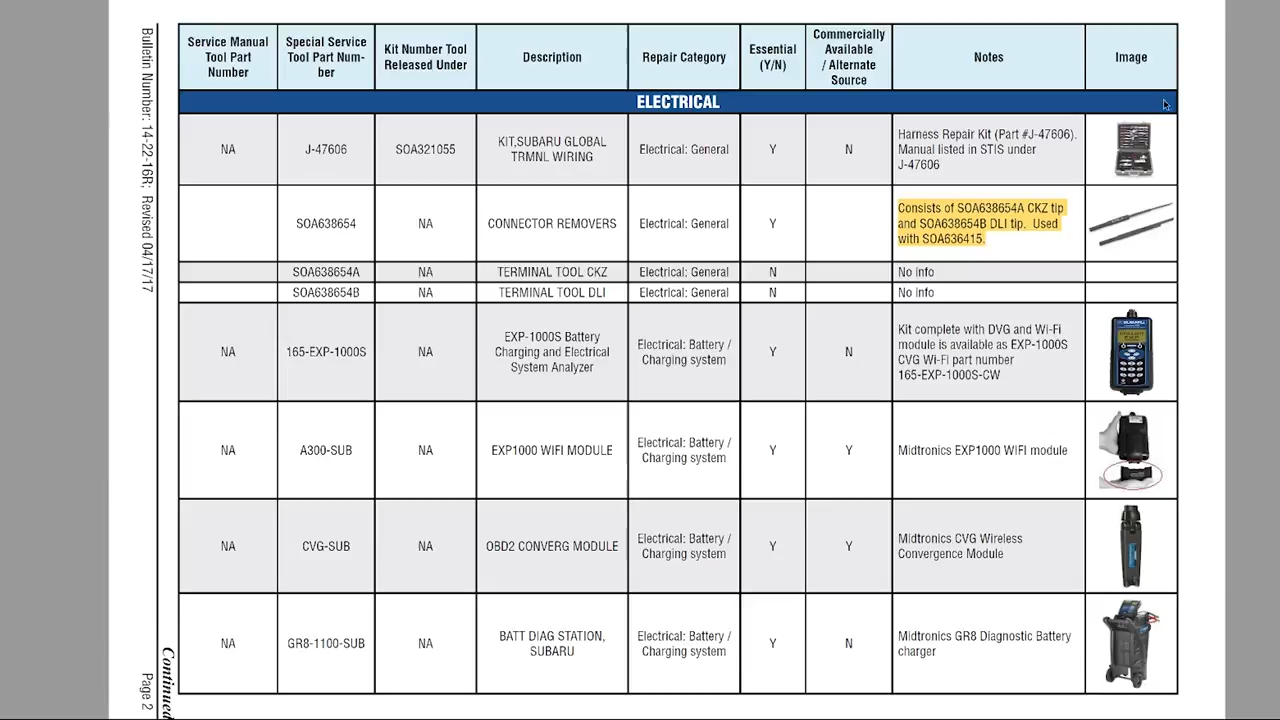 Bulletin Number: 14-22-16R; Revised 04/17/17
Continued
Page 2
Service Manual
Tool Part
Number
Special Service
Tool Part Num-
ber
Kit Number Tool
Released Under
Description
Repair Category
Essential
(Y/N)
Commercially
Available
/ Alternate
Source
Notes
Image
ELECTRICAL
NA
J-47606
SOA321055
KIT,SUBARU GLOBAL
TRMNL WIRING
Electrical: General
Y
N
Harness Repair Kit (Part #J-47606).
Manual listed in STIS under
J-47606
SOA638654
NA
CONNECTOR REMOVERS
Electrical: General
Y
Consists of SOA638654A CKZ tip
and SOA638654B DLI tip. Used
with SOA636415.
SOA638654A
NA
TERMINAL TOOL CKZ
Electrical: General
N
No Info
SOA638654B
NA
TERMINAL TOOL DLI
Electrical: General
N
No Info
NA
165-EXP-1000S
NA
EXP-1000S Battery
Charging and Electrical
System Analyzer
Electrical: Battery /
Charging system
Y
N
Kit complete with DVG and Wi-Fi
module is available as EXP-1000S
CVG Wi-Fi part number
165-EXP-1000S-CW
SUBARU
NA
A300-SUB
NA
EXP1000 WIFI MODULE
Electrical: Battery /
Charging system
Y
Y
Midtronics EXP1000 WIFI module
NA
CVG-SUB
NA
OBD2 CONVERG MODULE
Electrical: Battery /
Charging system
Y
Y
Midtronics CVG Wireless
Convergence Module
NA
GR8-1100-SUB
NA
BATT DIAG STATION,
SUBARU
Electrical: Battery /
Charging system
Y
N
Midtronics GR8 Diagnostic Battery
charger